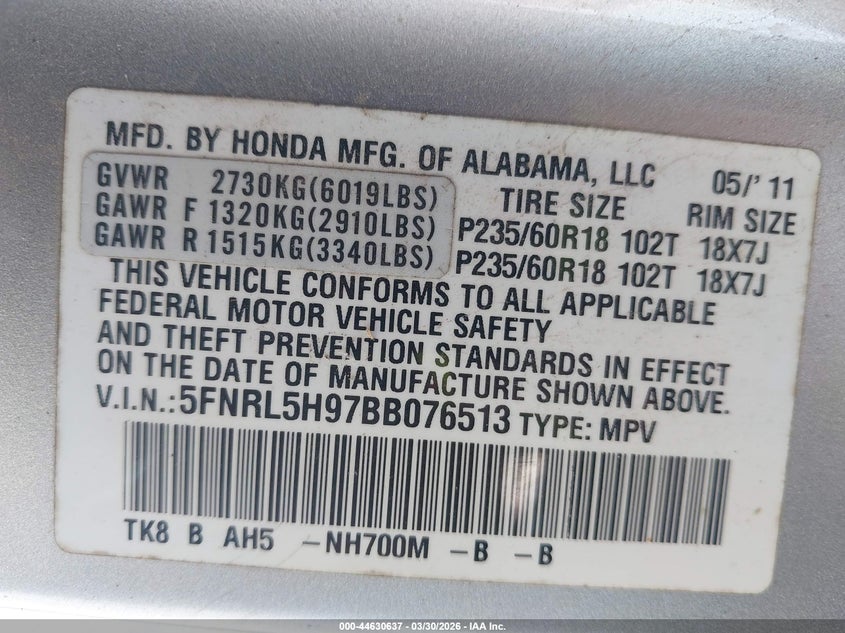 MFD. BY HONDA MFG. OF ALABAMA, LLC 05/'11
GVWR 2730KG(6019LBS) TIRE SIZE RIM SIZE
GAWR F 1320KG(2910LBS) P235/60R18 102T 18X7J
GAWR R 1515KG(3340LBS) P235/60R18 102T 18X7J
THIS VEHICLE CONFORMS TO ALL APPLICABLE
FEDERAL MOTOR VEHICLE SAFETY
AND THEFT PREVENTION STANDARDS IN EFFECT
ON THE DATE OF MANUFACTURE SHOWN ABOVE.
V.I.N.:5FNRL5H97BB076513 TYPE: MPV
TK8 B AH5 -NH700M -B -B
000-44630637 - 03/30/2026 - IAA Inc.